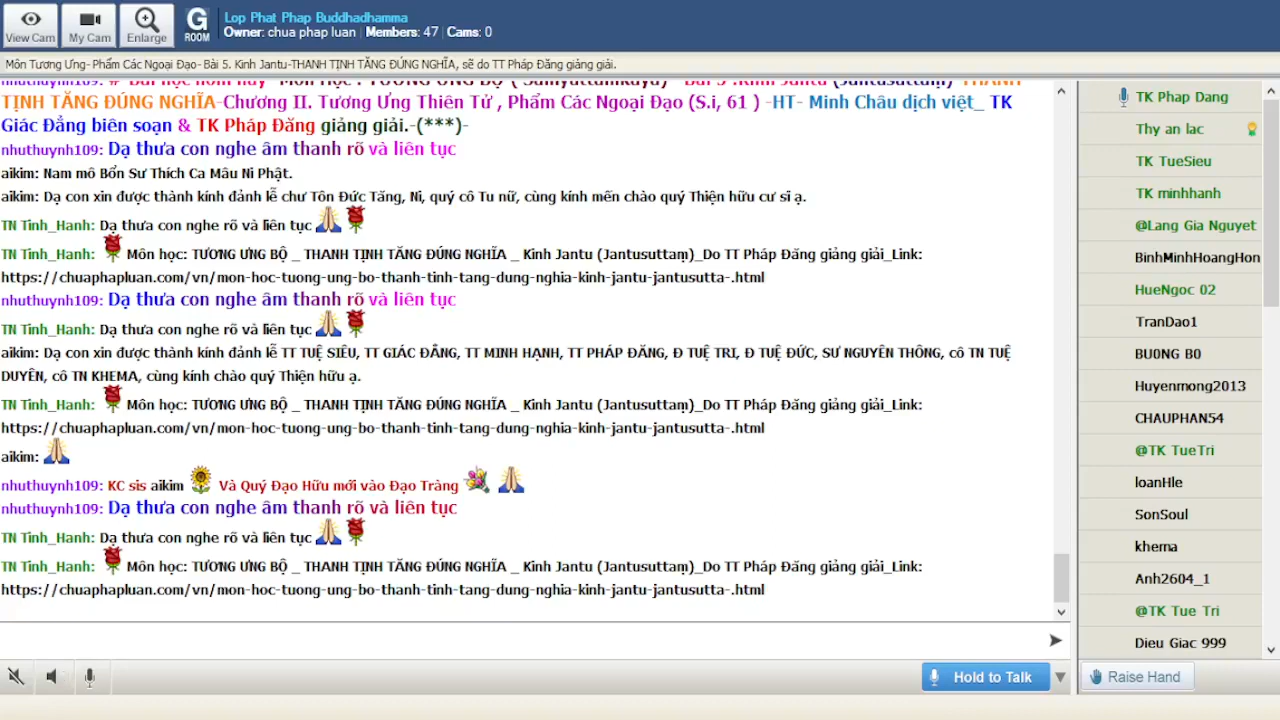 View Cam
My Cam
Enlarge
G
ROOM
Lop Phat Phap Buddhadhamma
Owner: chua phap luan Members: 47 Cams: 0
Môn Tương Ưng- Phẩm Các Ngoại Đạo- Bài 5. Kinh Jantu-THANH TỊNH TĂNG ĐÚNG NGHĨA, sẽ do TT Pháp Đăng giảng giải.
TỊNH TĂNG ĐÚNG NGHĨA-Chương II. Tương Ưng Thiên Tử , Phẩm Các Ngoại Đạo (S.i, 61 ) -HT- Minh Châu dịch việt_ TK
Giác Đẳng biên soạn & TK Pháp Đăng giảng giải.-(***)-
nhuthuynh109: Dạ thưa con nghe âm thanh rõ và liên tục
aikim: Nam mô Bổn Sư Thích Ca Mâu Ni Phật.
aikim: Dạ con xin được thành kính đảnh lễ chư Tôn Đức Tăng, Ni, quý cô Tu nữ, cùng kính mến chào quý Thiện hữu cư sĩ ạ.
TN Tinh_Hanh: Dạ thưa con nghe rõ và liên tục
TN Tinh_Hanh: Môn học: TƯƠNG ƯNG BỘ _ THANH TỊNH TĂNG ĐÚNG NGHĨA _ Kinh Jantu (Jantusuttaṃ)_Do TT Pháp Đăng giảng giải_Link:
https://chuaphapluan.com/vn/mon-hoc-tuong-ung-bo-thanh-tinh-tang-dung-nghia-kinh-jantu-jantusutta-.html
nhuthuynh109: Dạ thưa con nghe âm thanh rõ và liên tục
TN Tinh_Hanh: Dạ thưa con nghe rõ và liên tục
aikim: Dạ con xin được thành kính đảnh lễ TT TUỆ SIÊU, TT GIÁC ĐẲNG, TT MINH HẠNH, TT PHÁP ĐĂNG, Đ TUỆ TRI, Đ TUỆ ĐỨC, SƯ NGUYÊN THÔNG, cô TN TUỆ
DUYÊN, cô TN KHEMA, cùng kính chào quý Thiện hữu ạ.
TN Tinh_Hanh: Môn học: TƯƠNG ƯNG BỘ _ THANH TỊNH TĂNG ĐÚNG NGHĨA _ Kinh Jantu (Jantusuttaṃ)_Do TT Pháp Đăng giảng giải_Link:
https://chuaphapluan.com/vn/mon-hoc-tuong-ung-bo-thanh-tinh-tang-dung-nghia-kinh-jantu-jantusutta-.html
aikim:
nhuthuynh109: KC sis aikim Và Quý Đạo Hữu mới vào Đạo Tràng
nhuthuynh109: Dạ thưa con nghe âm thanh rõ và liên tục
TN Tinh_Hanh: Dạ thưa con nghe rõ và liên tục
TN Tinh_Hanh: Môn học: TƯƠNG ƯNG BỘ _ THANH TỊNH TĂNG ĐÚNG NGHĨA _ Kinh Jantu (Jantusuttaṃ)_Do TT Pháp Đăng giảng giải_Link:
https://chuaphapluan.com/vn/mon-hoc-tuong-ung-bo-thanh-tinh-tang-dung-nghia-kinh-jantu-jantusutta-.html
TK Phap Dang
Thy an lac
TK TueSieu
TK minhhanh
@Lang Gia Nguyet
BinhMinhHoangHon
HueNgoc 02
TranDao1
BU0NG B0
Huyenmong2013
CHAUPHAN54
@TK TueTri
loanHle
SonSoul
khema
Anh2604_1
@TK Tue Tri
Dieu Giac 999
Hold to Talk
Raise Hand